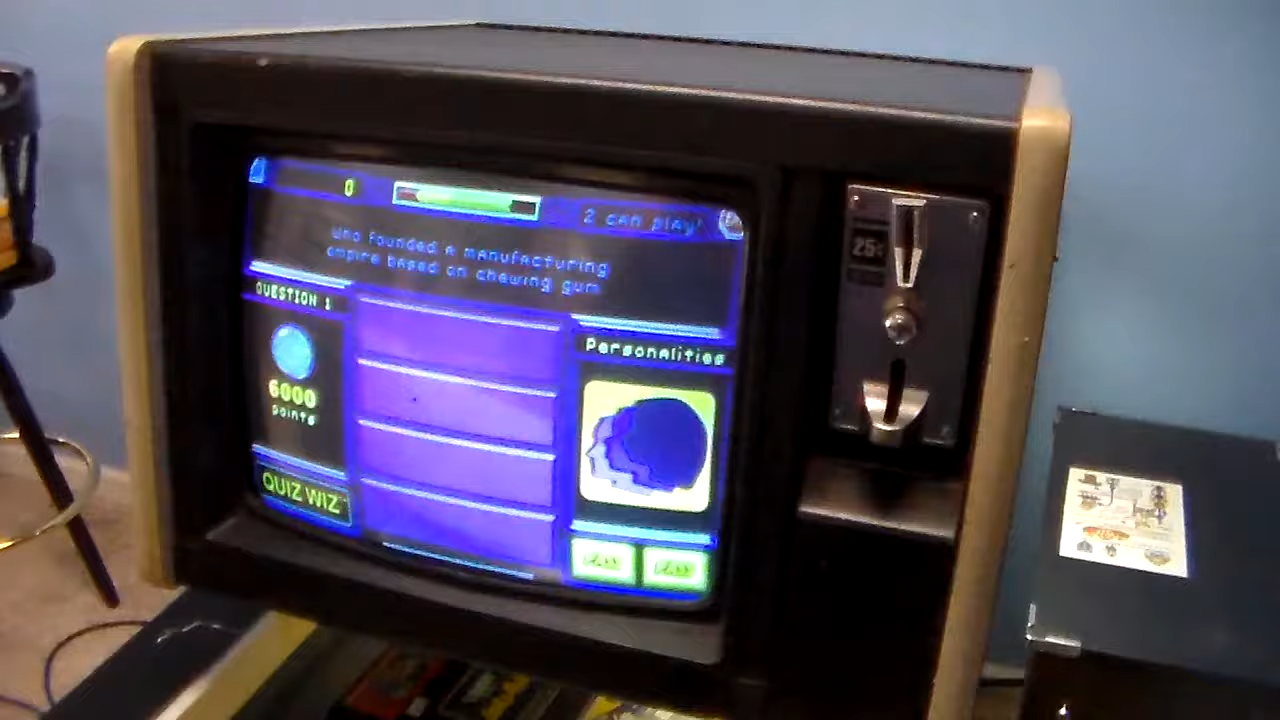 0
2 can play!
Who founded a manufacturing
empire based on chewing gum
QUESTION 1
6000
points
QUIZ WIZ
Personalities
25¢